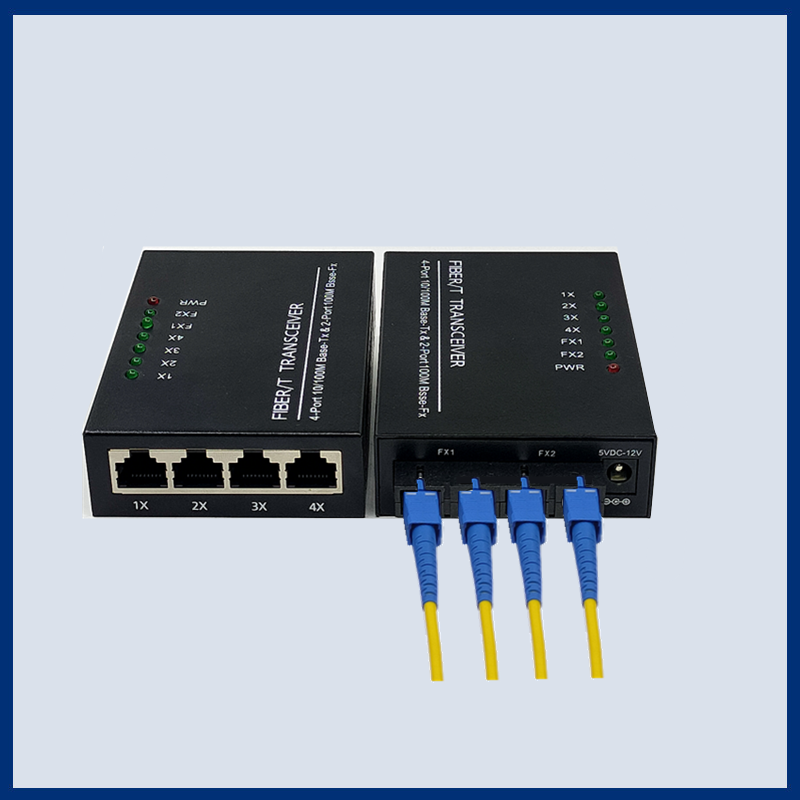 PWR
FX2
FX1
4X
3X
2X
1X
FIBER/T TRANSCEIVER
4-Port 10/100M Base-Tx & 2-Port 100M Bsse-Fx
1X 2X 3X 4X
FIBER/T TRANSCEIVER
4-Port 10/100M Base-Tx & 2-Port 100M Bsse-Fx
1X
2X
3X
4X
FX1
FX2
PWR
FX1 FX2 5VDC-12V